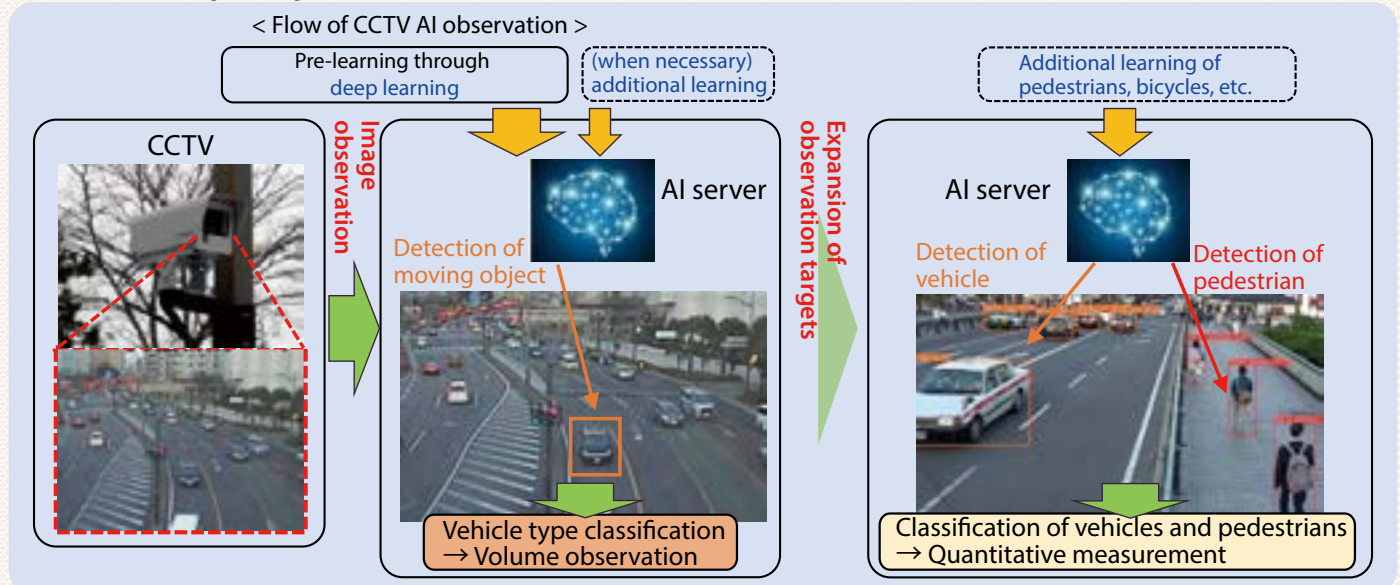 < Flow of CCTV AI observation >
Pre-learning through
deep learning
(when necessary)
additional learning
Additional learning of
pedestrians, bicycles, etc.
CCTV
Image
observation
AI server
Detection of
moving object
Vehicle type classification
→ Volume observation
Expansion of
observation targets
AI server
Detection of
vehicle
Detection of
pedestrian
Classification of vehicles and pedestrians
→ Quantitative measurement